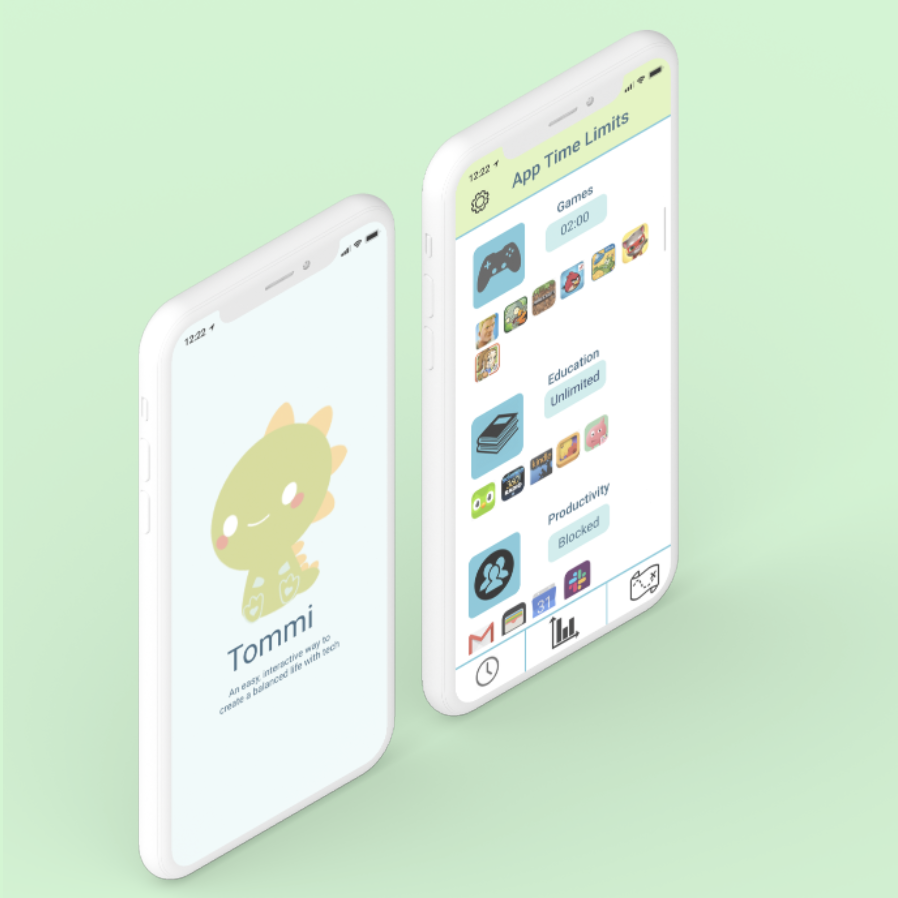 12:22
Tommi
An easy, interactive way to
create a balanced life with tech
12:22
App Time Limits
Games
02:00
Education
Unlimited
kindle
Productivity
Blocked
31